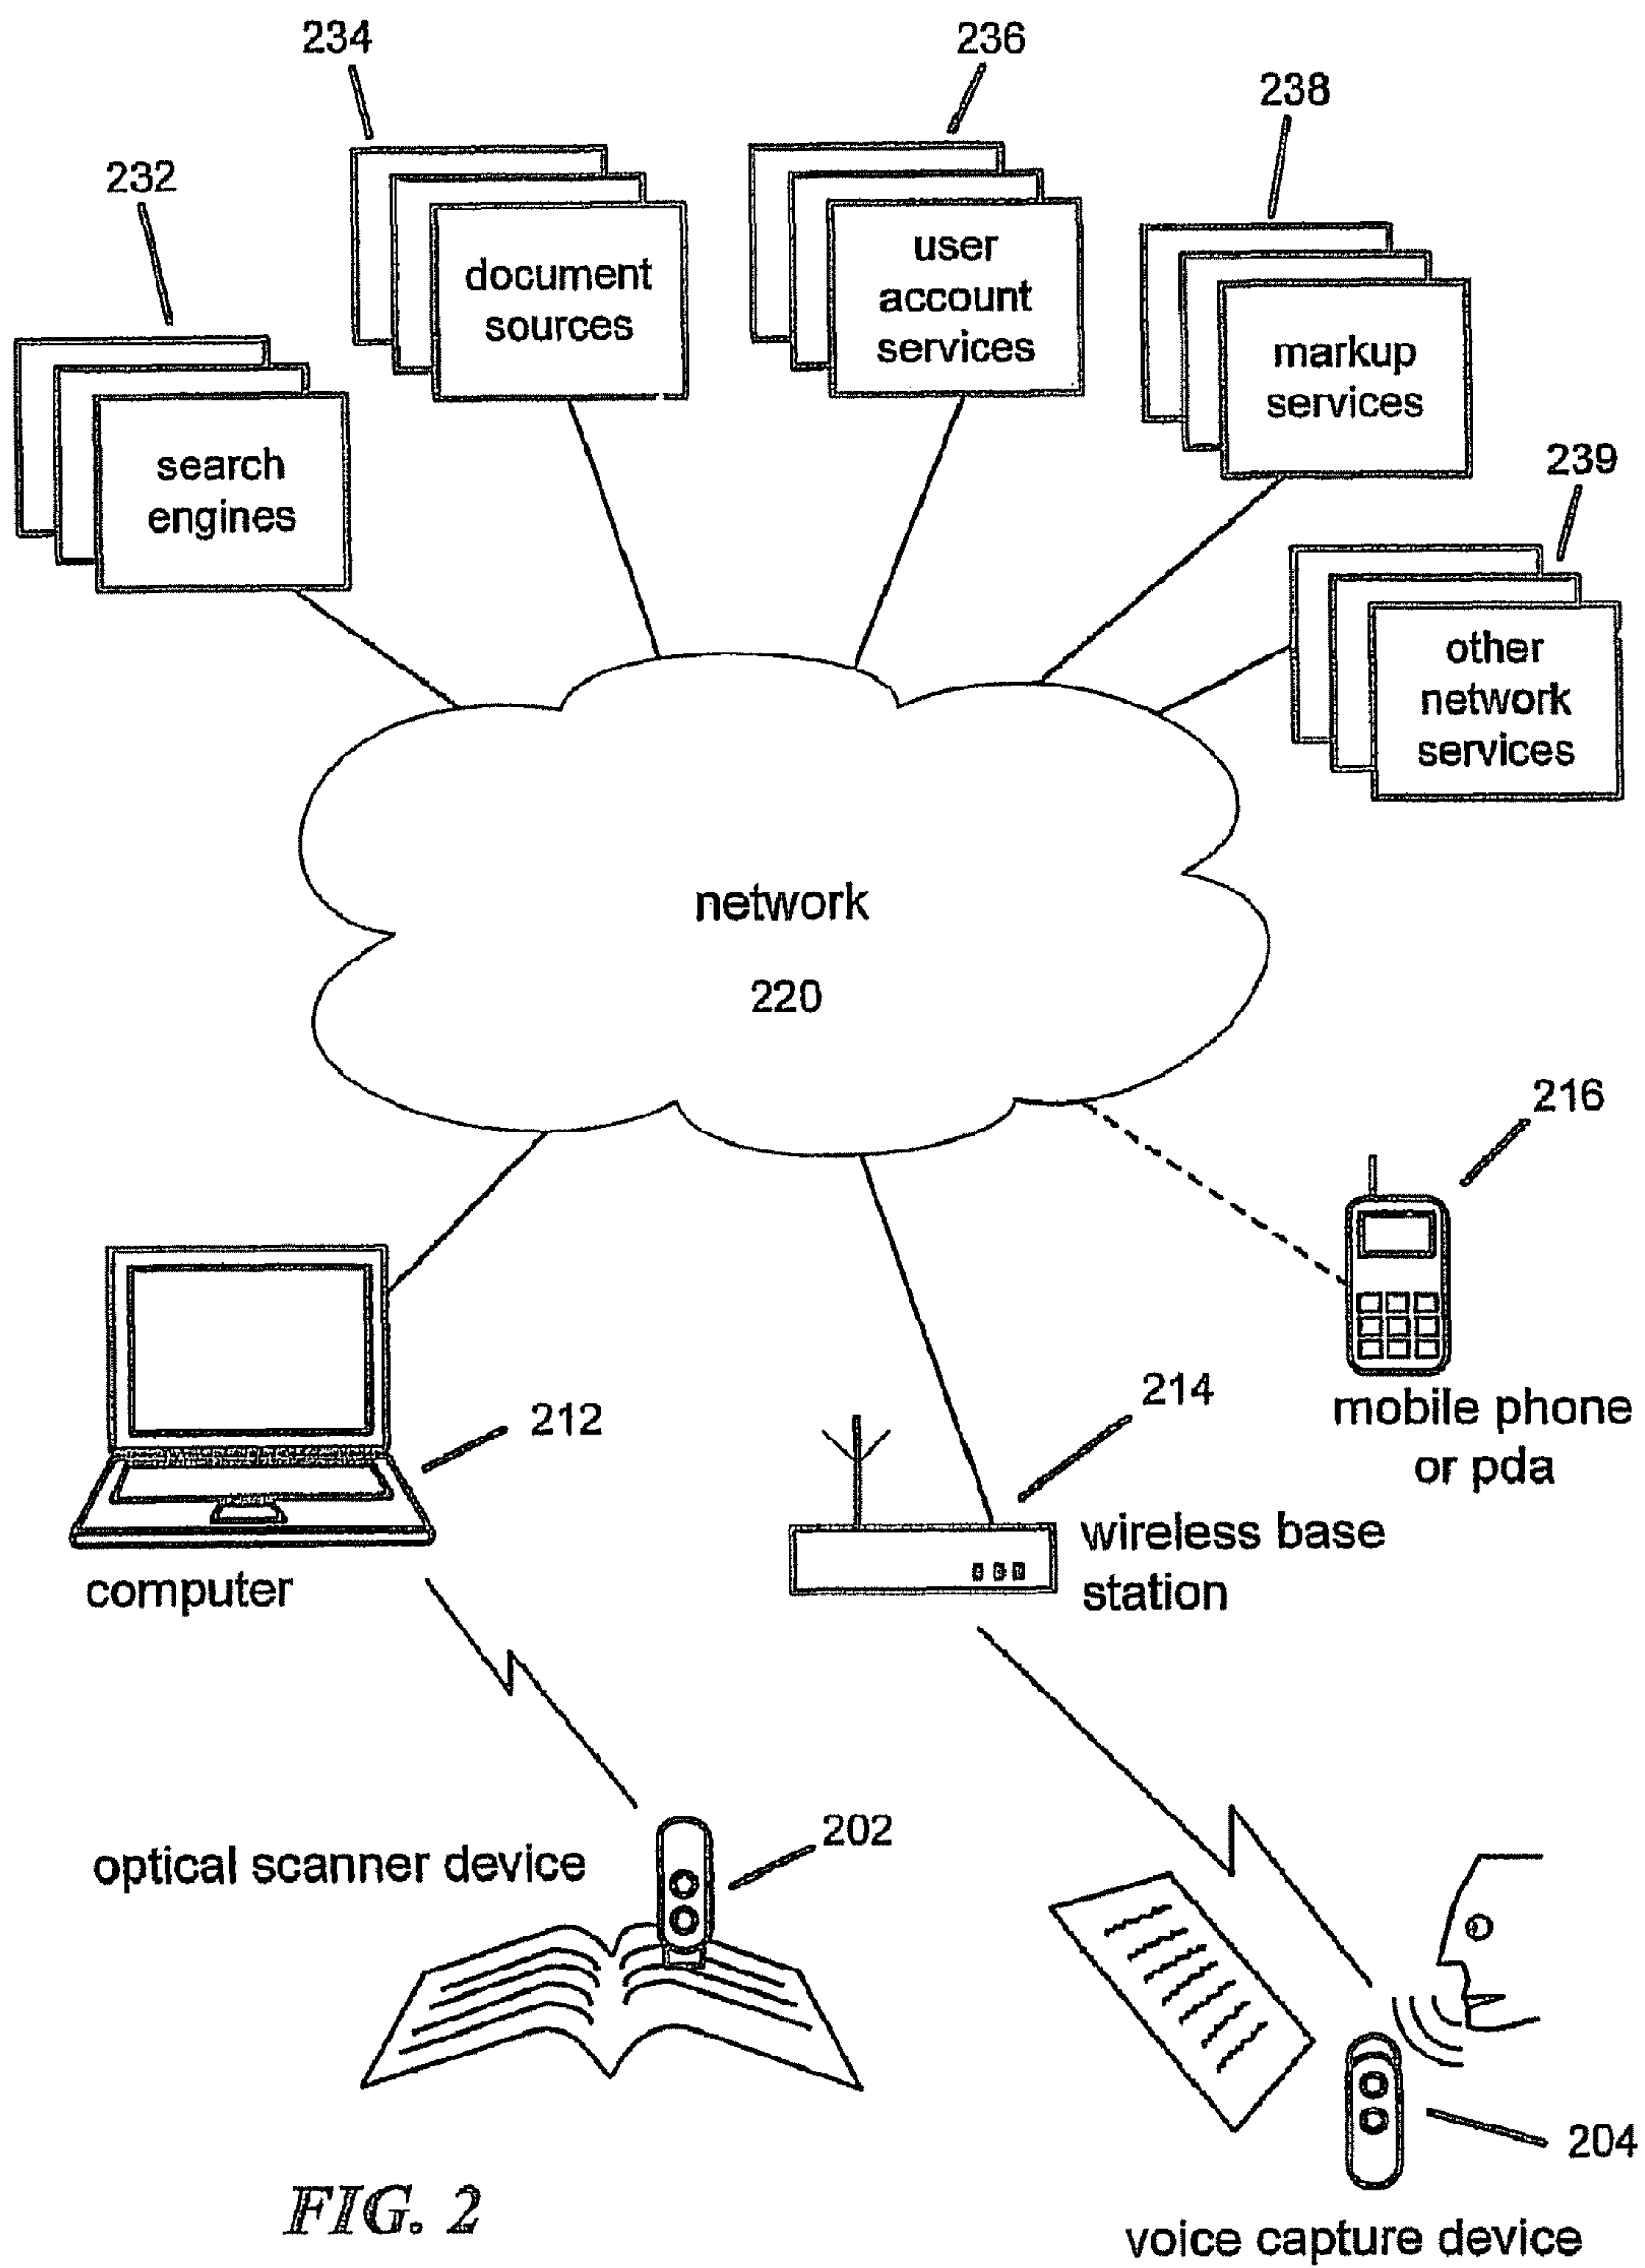 234
236
238
232
document
sources
user
account
services
markup
services
search
engines
239
other
network
services
network
220
216
mobile phone
or pda
214
212
wireless base
station
computer
202
optical scanner device
204
FIG. 2
voice capture device